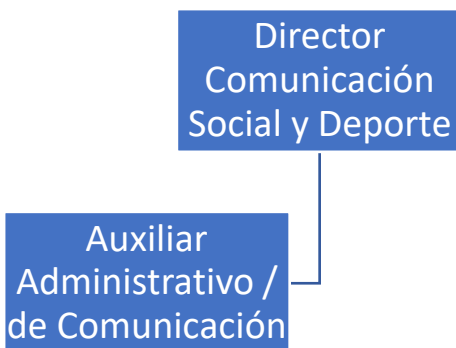 Director
Comunicación
Social y Deporte
Auxiliar
Administrativo /
de Comunicación